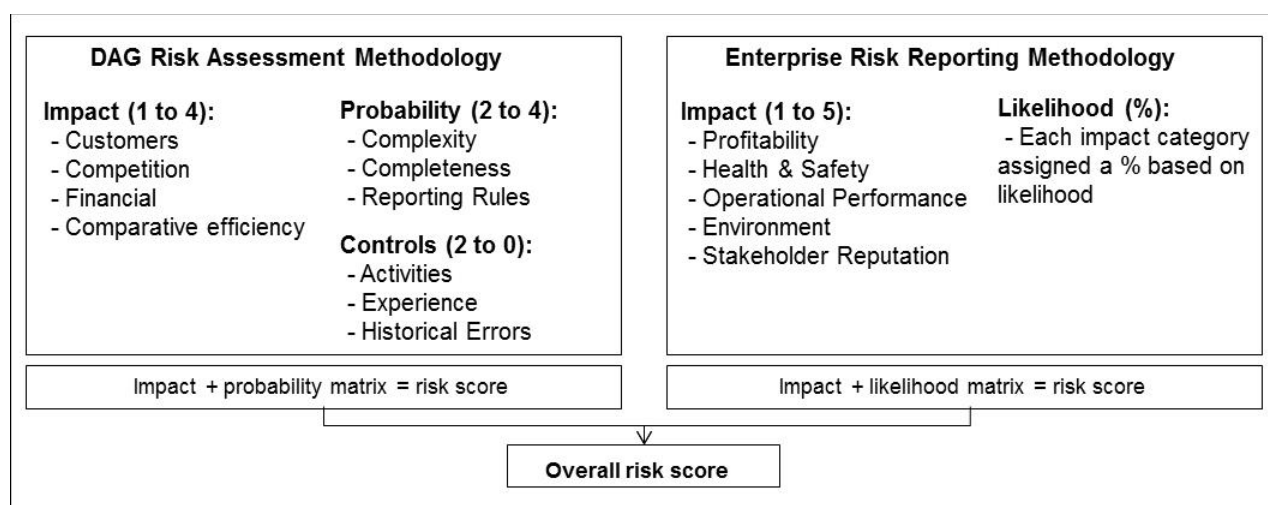 DAG Risk Assessment Methodology
Impact (1 to 4):
- Customers
- Competition
- Financial
- Comparative efficiency
Probability (2 to 4):
- Complexity
- Completeness
- Reporting Rules
Controls (2 to 0):
- Activities
- Experience
- Historical Errors
Impact + probability matrix = risk score
Enterprise Risk Reporting Methodology
Impact (1 to 5):
- Profitability
- Health & Safety
- Operational Performance
- Environment
- Stakeholder Reputation
Likelihood (%):
- Each impact category
assigned a % based on
likelihood
Impact + likelihood matrix = risk score
Overall risk score